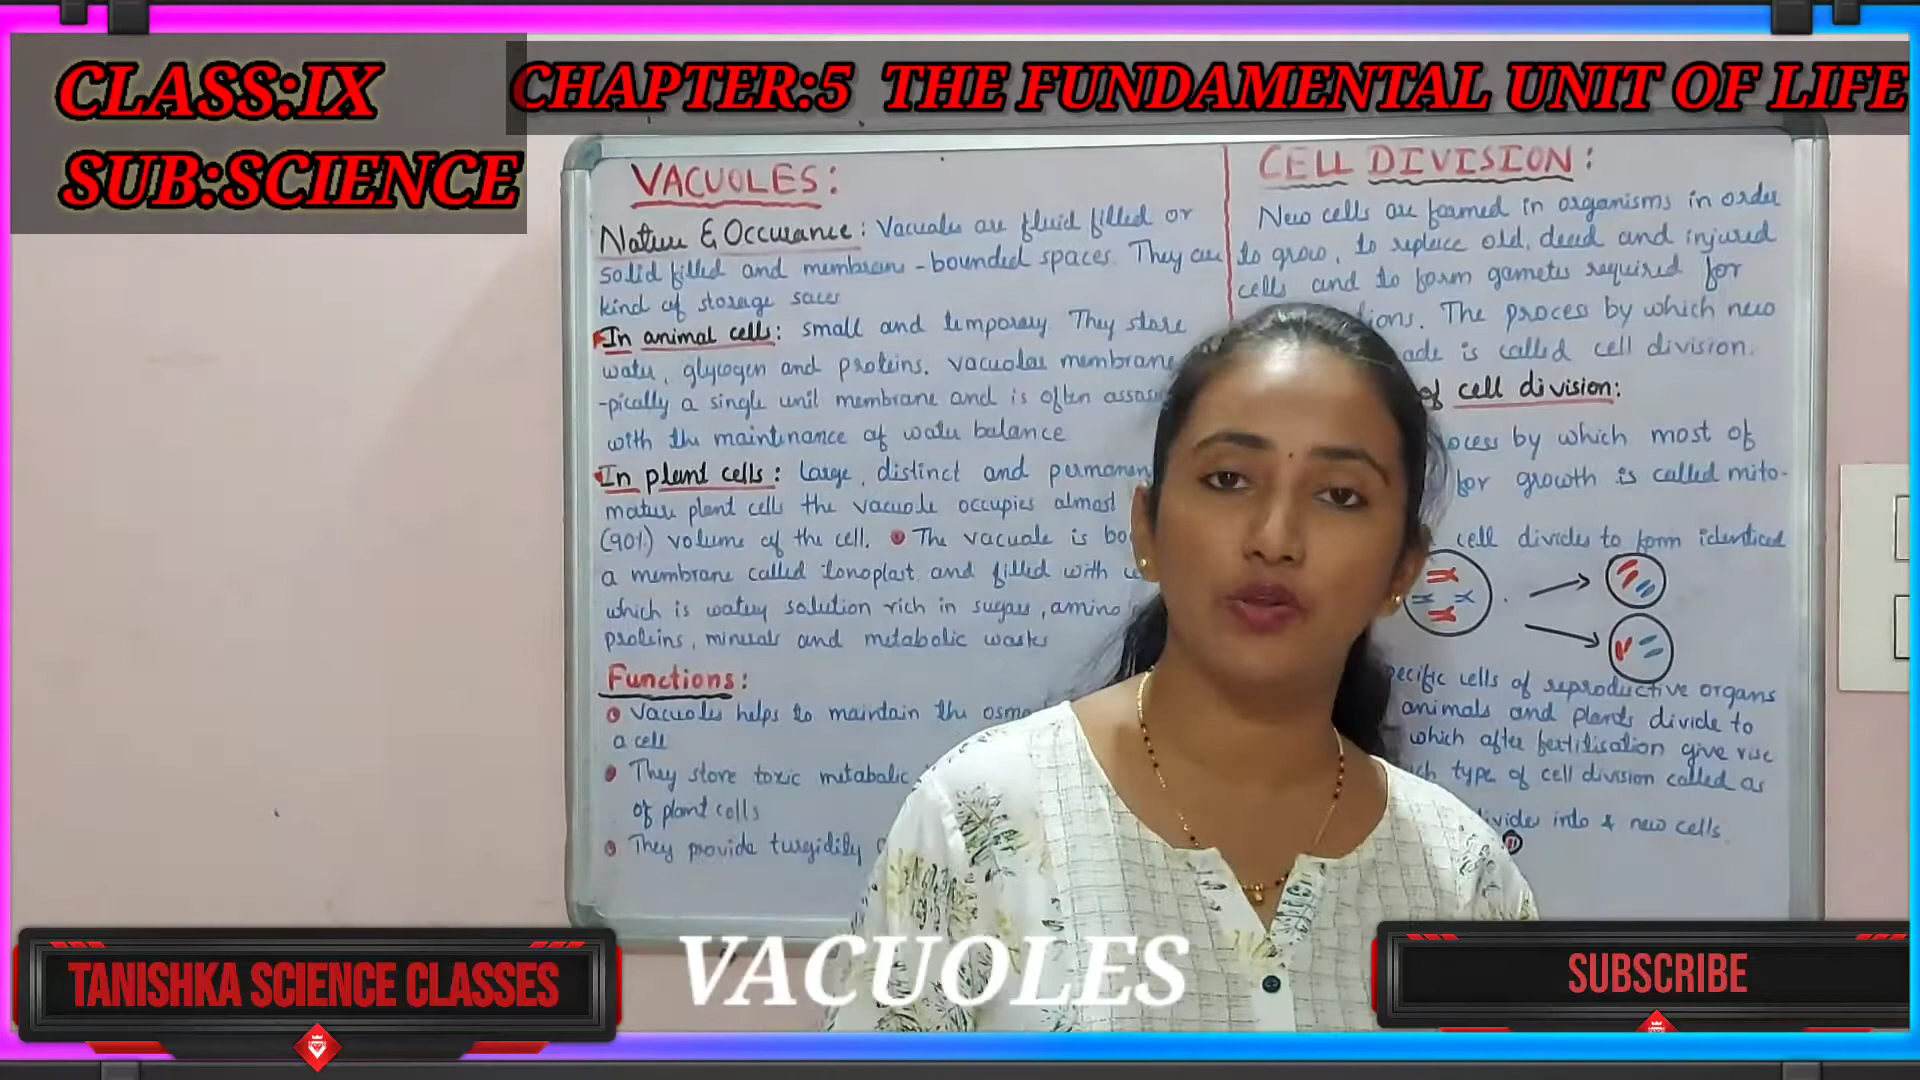 CLASS:IX
SUB:SCIENCE
CHAPTER:5 THE FUNDAMENTAL UNIT OF LIFE
VACUOLES:
Nature & Occurance: Vacuoles are fluid filled or
solid filled and membrane-bounded spaces. They are
kind of storage saces
In animal cells: small and temporary. They store
water, glycogen and proteins. vacuolar membrane
-pically a single unit membrane and is often
with the maintenance of water balance
In plant cells: large, distinct and
mature plant cells the vacuole occupies almost
(90%) volume of the cell. The vacuole is
a membrane called tonoplast and filled with
which is watery solution rich in sugars, amino
proteins, minerals and metabolic wastes
Functions:
Vacuoles helps to maintain the
a cell
They store toxic metabolic
of plant cells
They provide turgidity
CELL DIVISION:
New cells are formed in organisms in order
to grow, to replace old, dead and injured
cells and to form gametes required for
The process by which new
is called cell division.
of cell division:
by which most of
for growth is called mito-
cell divides to form identical
cells of reproductive organs
animals and plants divide to
which after fertilisation give rise
type of cell division called as
into 4 new cells.
VACUOLES
TANISHKA SCIENCE CLASSES
SUBSCRIBE